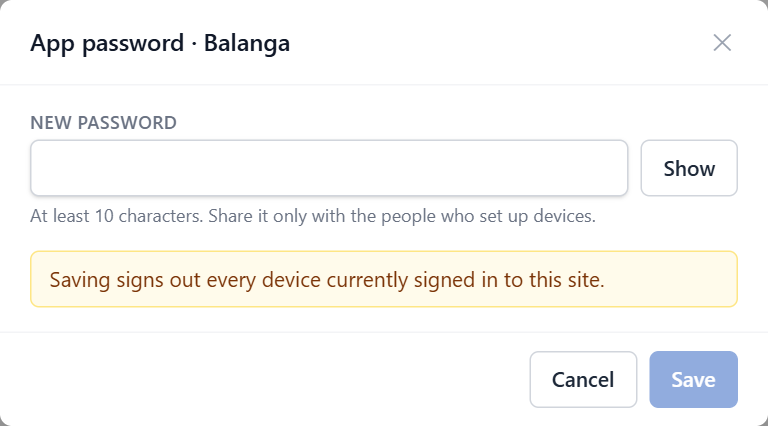 App password · Balanga
NEW PASSWORD
Show
At least 10 characters. Share it only with the people who set up devices.
Saving signs out every device currently signed in to this site.
Cancel
Save